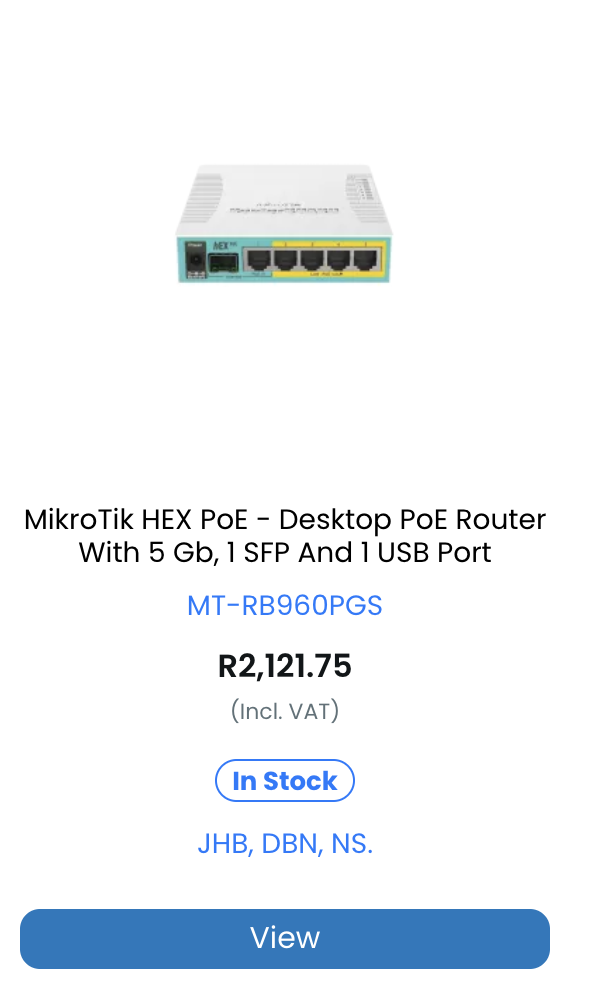 hEX
MikroTik HEX PoE - Desktop PoE Router
With 5 Gb, 1 SFP And 1 USB Port
MT-RB960PGS
R2,121.75
(Incl. VAT)
In Stock
JHB, DBN, NS.
View